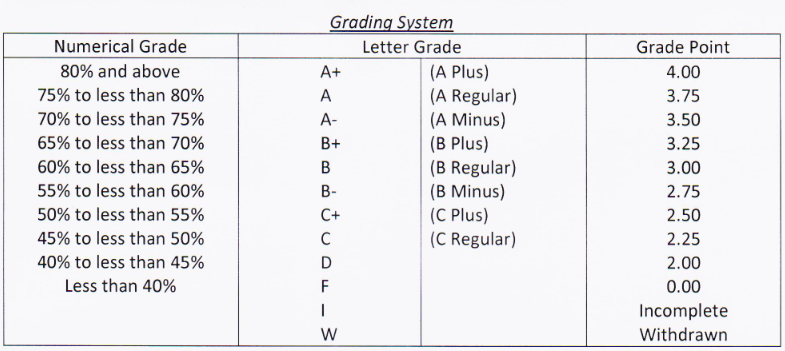 Grading System
Numerical Grade Letter Grade Grade Point
80% and above A+ (A Plus) 4.00
75% to less than 80% A (A Regular) 3.75
70% to less than 75% A- (A Minus) 3.50
65% to less than 70% B+ (B Plus) 3.25
60% to less than 65% B (B Regular) 3.00
55% to less than 60% B- (B Minus) 2.75
50% to less than 55% C+ (C Plus) 2.50
45% to less than 50% C (C Regular) 2.25
40% to less than 45% D 2.00
Less than 40% F 0.00
I Incomplete
W Withdrawn